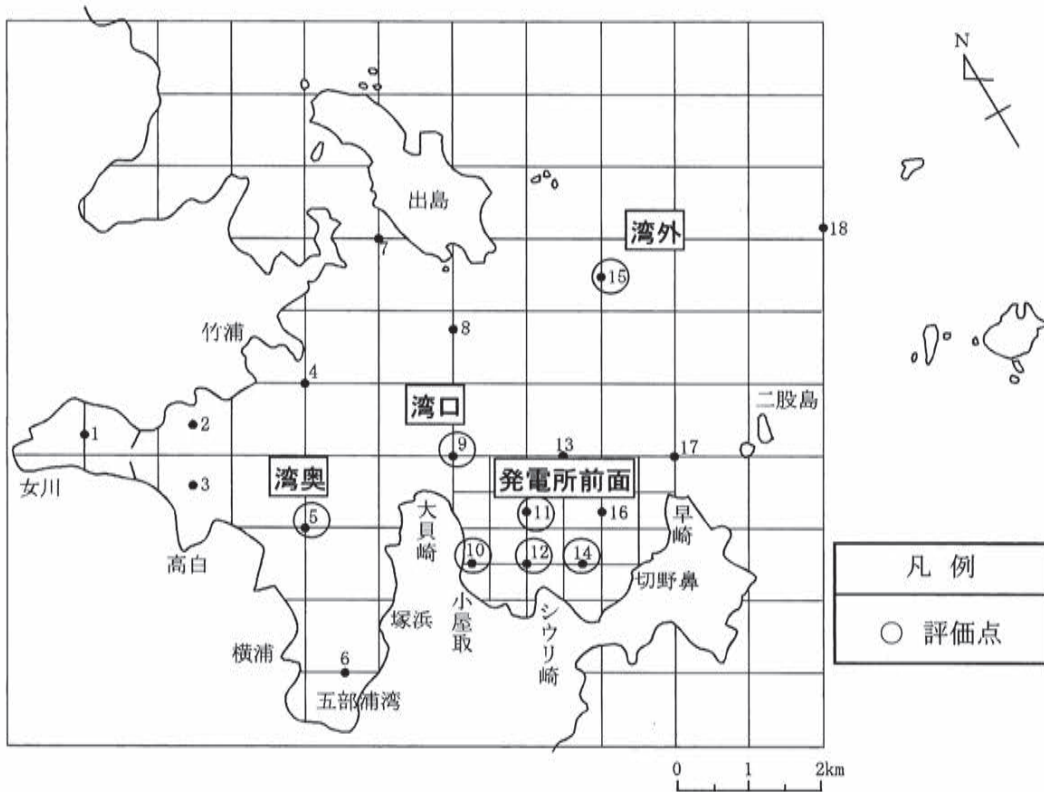 N
出島
湾外
18
7
15
竹浦
8
4
二股島
湾口
1
2
9
13
17
女川
3
湾奥
発電所前面
5
大貝崎
11
16
早崎
高白
10
12
14
切野鼻
小屋取
シウリ崎
塚浜
横浦
6
五部浦湾
凡例
○ 評価点
0 1 2km